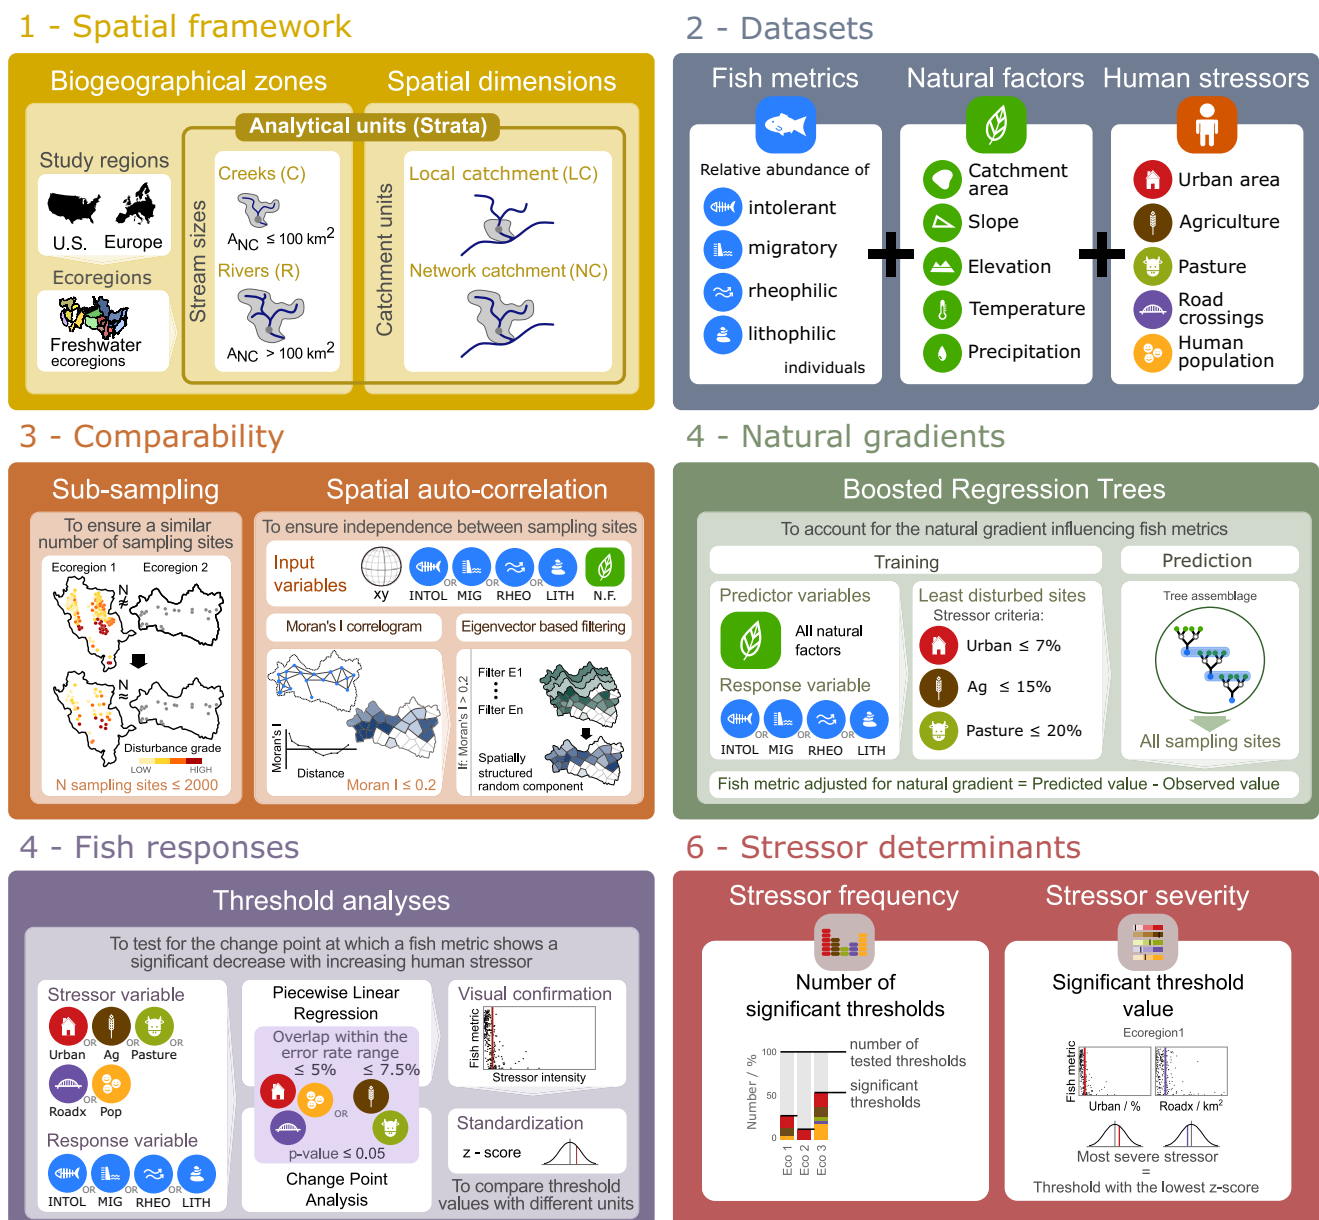 1 - Spatial framework
Biogeographical zones
Spatial dimensions
Analytical units (Strata)
Study regions
U.S.
Europe
Ecoregions
Freshwater
ecoregions
Stream sizes
Creeks (C)
A_NC ≤ 100 km²
Rivers (R)
A_NC > 100 km²
Catchment units
Local catchment (LC)
Network catchment (NC)
2 - Datasets
Fish metrics
Natural factors
Human stressors
Relative abundance of
intolerant
migratory
rheophilic
lithophilic
individuals
+
Catchment
area
Slope
Elevation
Temperature
Precipitation
+
Urban area
Agriculture
Pasture
Road
crossings
Human
population
3 - Comparability
Sub-sampling
To ensure a similar
number of sampling sites
Ecoregion 1
Ecoregion 2
N
≉
N
≈
Disturbance grade
LOW
HIGH
N sampling sites ≤ 2000
Spatial auto-correlation
To ensure independence between sampling sites
Input
variables
xy
INTOL
OR
MIG
OR
RHEO
OR
LITH
N.F.
Moran's I correlogram
Moran's I
Distance
Moran I ≤ 0.2
Eigenvector based filtering
If: Moran's I > 0.2
Filter E1
Filter En
Spatially
structured
random component
4 - Natural gradients
Boosted Regression Trees
To account for the natural gradient influencing fish metrics
Training
Prediction
Predictor variables
All natural
factors
Response variable
INTOL
OR
MIG
OR
RHEO
OR
LITH
Least disturbed sites
Stressor criteria:
Urban ≤ 7%
Ag ≤ 15%
Pasture ≤ 20%
Tree assemblage
All sampling sites
Fish metric adjusted for natural gradient = Predicted value - Observed value
4 - Fish responses
Threshold analyses
To test for the change point at which a fish metric shows a
significant decrease with increasing human stressor
Stressor variable
Urban
OR
Ag
OR
Pasture
OR
Roadx
OR
Pop
Response variable
INTOL
OR
MIG
OR
RHEO
OR
LITH
Piecewise Linear
Regression
Overlap within the
error rate range
≤ 5%
≤ 7.5%
OR
p-value ≤ 0.05
Change Point
Analysis
Visual confirmation
Fish metric
Stressor intensity
Standardization
z - score
To compare threshold
values with different units
6 - Stressor determinants
Stressor frequency
Number of
significant thresholds
Number / %
100
50
0
number of
tested thresholds
significant
thresholds
Eco 1
Eco 2
Eco 3
Stressor severity
Significant threshold
value
Ecoregion1
Fish metric
Urban / %
Roadx / km²
Most severe stressor
=
Threshold with the lowest z-score